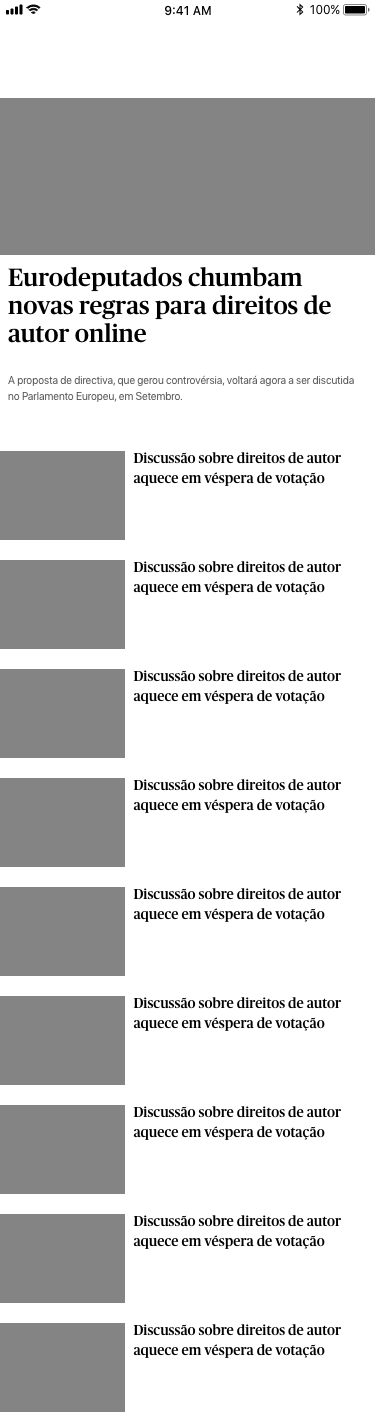 9:41 AM 100%
Eurodeputados chumbam
novas regras para direitos de
autor online
A proposta de directiva, que gerou controvérsia, voltará agora a ser discutida
no Parlamento Europeu, em Setembro.
Discussão sobre direitos de autor
aquece em véspera de votação
Discussão sobre direitos de autor
aquece em véspera de votação
Discussão sobre direitos de autor
aquece em véspera de votação
Discussão sobre direitos de autor
aquece em véspera de votação
Discussão sobre direitos de autor
aquece em véspera de votação
Discussão sobre direitos de autor
aquece em véspera de votação
Discussão sobre direitos de autor
aquece em véspera de votação
Discussão sobre direitos de autor
aquece em véspera de votação
Discussão sobre direitos de autor
aquece em véspera de votação